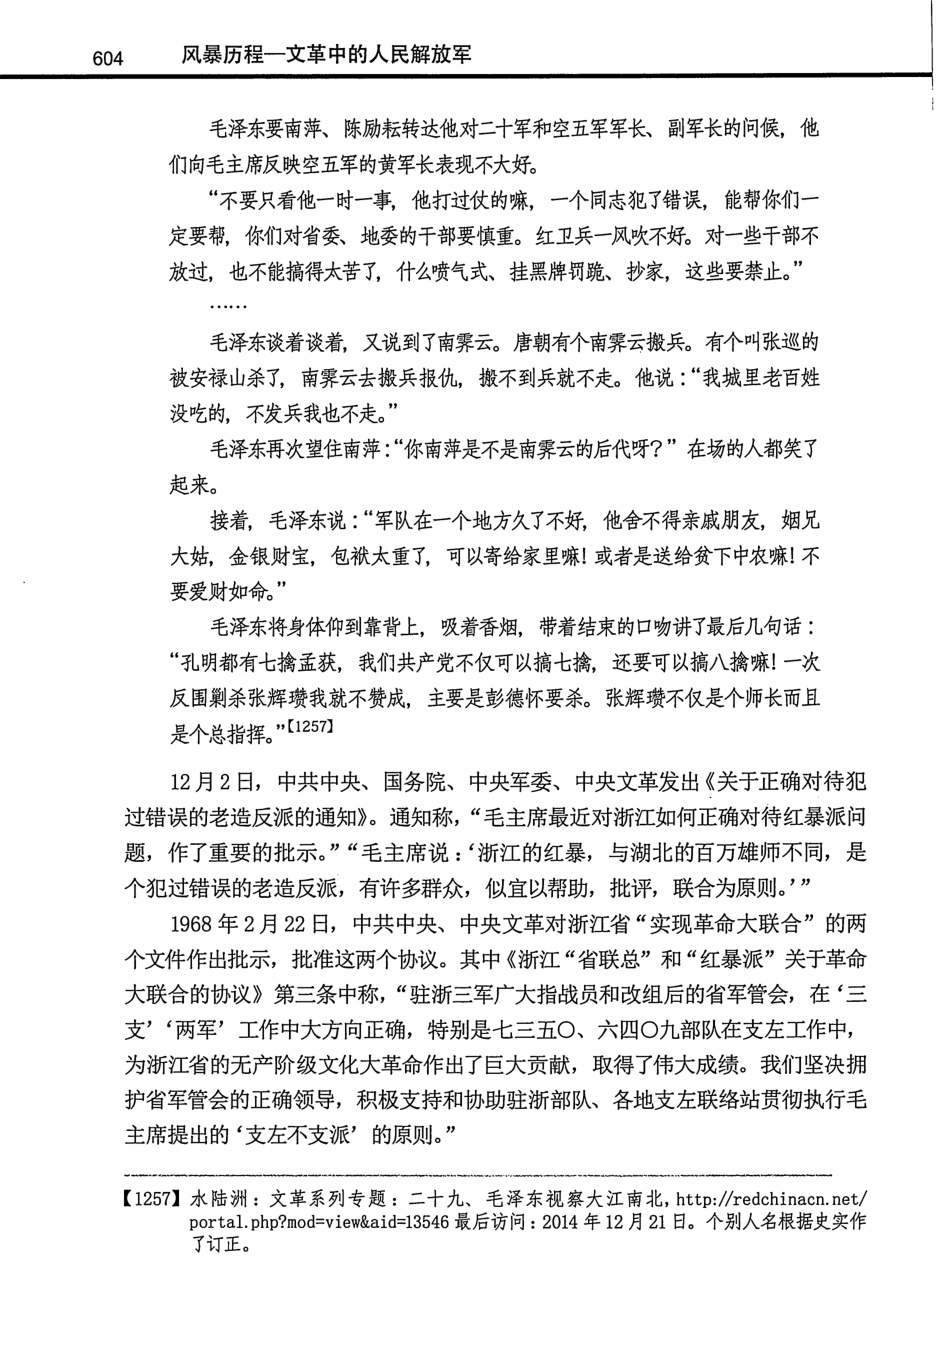 604 风暴历程—文革中的人民解放军
毛泽东要南萍、陈励耘转达他对二十军和空五军军长、副军长的问候，他
们向毛主席反映空五军的黄军长表现不大好。
“不要只看他一时一事，他打过仗的嘛，一个同志犯了错误，能帮你们一
定要帮，你们对省委、地委的干部要慎重。红卫兵一风吹不好。对一些干部不
放过，也不能搞得太苦了，什么喷气式、挂黑牌罚跪、抄家，这些要禁止。”
……
毛泽东谈着谈着，又说到了南霁云。唐朝有个南霁云搬兵。有个叫张巡的
被安禄山杀了，南霁云去搬兵报仇，搬不到兵就不走。他说：“我城里老百姓
没吃的，不发兵我也不走。”
毛泽东再次望住南萍：“你南萍是不是南霁云的后代呀？”在场的人都笑了
起来。
接着，毛泽东说：“军队在一个地方久了不好，他舍不得亲戚朋友，姻兄
大姑，金银财宝，包袱太重了，可以寄给家里嘛！或者是送给贫下中农嘛！不
要爱财如命。”
毛泽东将身体仰到靠背上，吸着香烟，带着结束的口吻讲了最后几句话：
“孔明都有七擒孟获，我们共产党不仅可以搞七擒，还要可以搞八擒嘛！一次
反围剿杀张辉瓒我就不赞成，主要是彭德怀要杀。张辉瓒不仅是个师长而且
是个总指挥。”【1257】
12月2日，中共中央、国务院、中央军委、中央文革发出《关于正确对待犯
过错误的老造反派的通知》。通知称，“毛主席最近对浙江如何正确对待红暴派问
题，作了重要的批示。”“毛主席说：‘浙江的红暴，与湖北的百万雄师不同，是
个犯过错误的老造反派，有许多群众，似宜以帮助，批评，联合为原则。’”
1968年2月22日，中共中央、中央文革对浙江省“实现革命大联合”的两
个文件作出批示，批准这两个协议。其中《浙江“省联总”和“红暴派”关于革命
大联合的协议》第三条中称，“驻浙三军广大指战员和改组后的省军管会，在‘三
支’‘两军’工作中大方向正确，特别是七三五〇、六四〇九部队在支左工作中，
为浙江省的无产阶级文化大革命作出了巨大贡献，取得了伟大成绩。我们坚决拥
护省军管会的正确领导，积极支持和协助驻浙部队、各地支左联络站贯彻执行毛
主席提出的‘支左不支派’的原则。”
【1257】水陆洲：文革系列专题：二十九、毛泽东视察大江南北，http://redchinacn.net/
portal.php?mod=view&aid=13546最后访问：2014年12月21日。个别人名根据史实作
了订正。